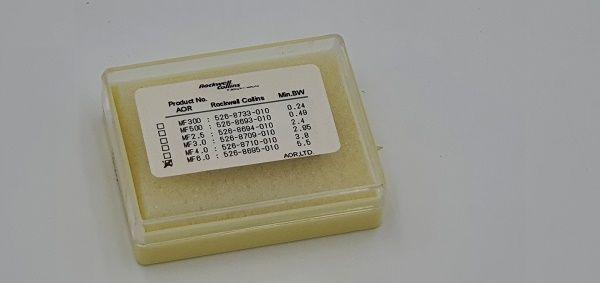 Rockwell
Collins
Product No.
AOR Rockwell Collins Min.BW
MF300 : 526-8733-010 0.24
MF500 : 526-8693-010 0.49
MF2.5 : 526-8694-010 2.4
MF3.0 : 526-8709-010 2.95
MF4.0 : 526-8710-010 3.8
MF6.0 : 526-8695-010 5.5
AOR,LTD.